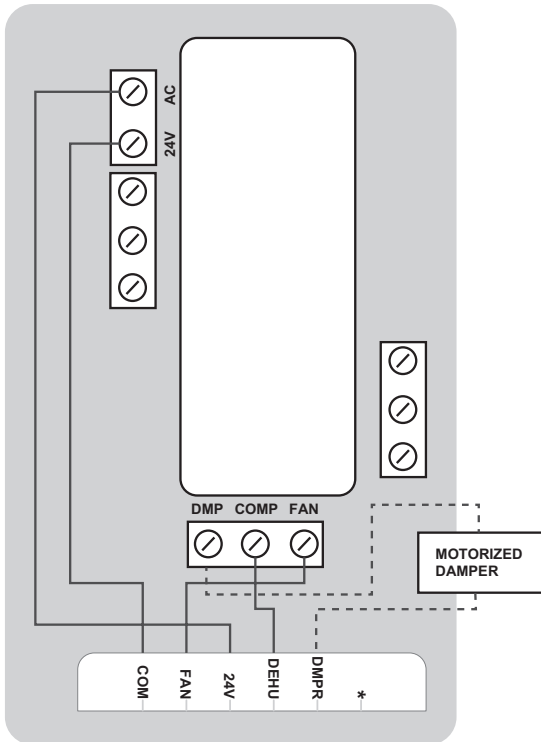 AC
24V
DMP COMP FAN
MOTORIZED
DAMPER
COM FAN 24V DEHU DMPR *